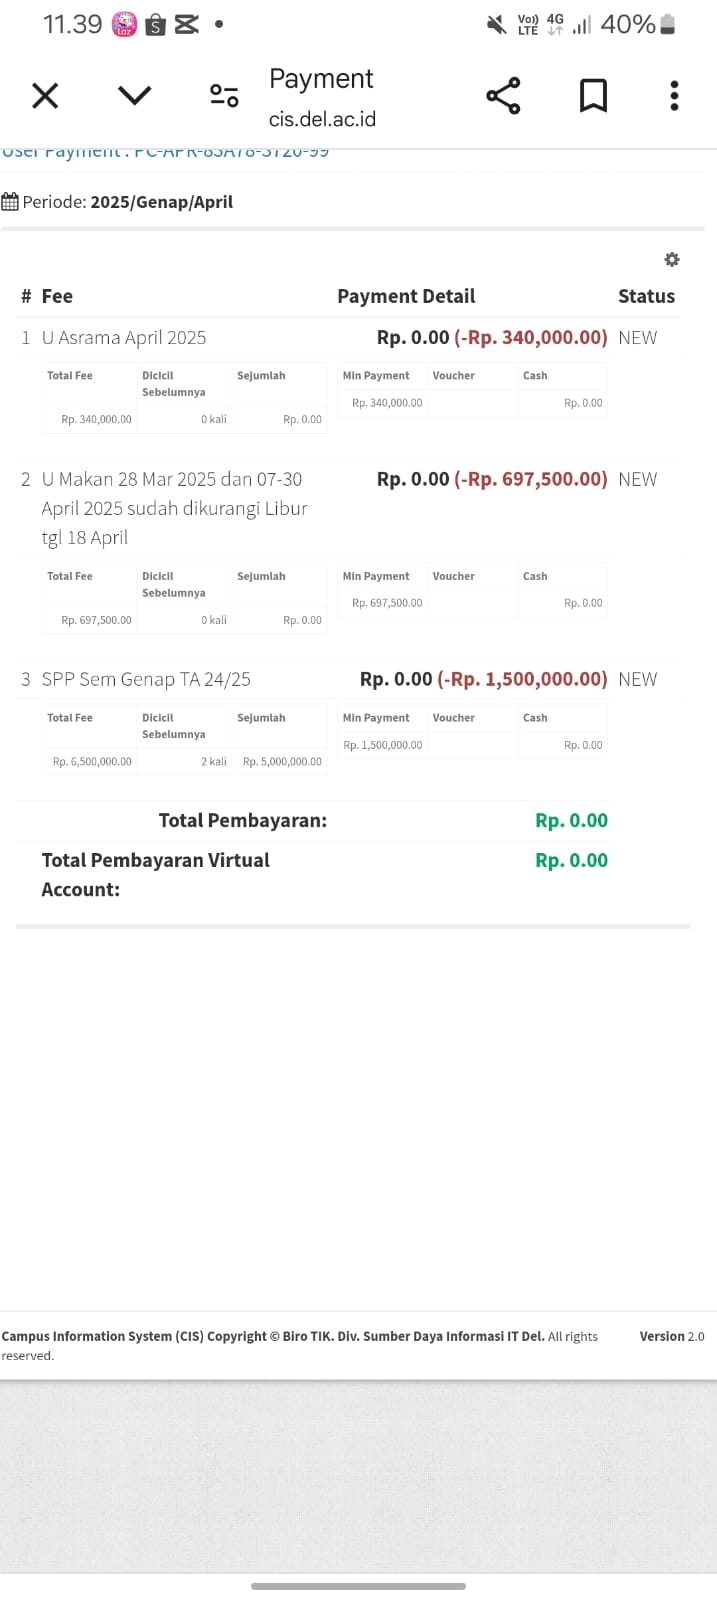 11.39
Laz
Vo)) 4G
LTE
40%
Payment
cis.del.ac.id
User Payment : PC-APR-83A78-3720-99
Periode: 2025/Genap/April
# Fee Payment Detail Status
1 U Asrama April 2025 Rp. 0.00 (-Rp. 340,000.00) NEW
Total Fee Dicicil Sebelumnya Sejumlah Min Payment Voucher Cash
Rp. 340,000.00 0 kali Rp. 0.00 Rp. 340,000.00 Rp. 0.00
2 U Makan 28 Mar 2025 dan 07-30 Rp. 0.00 (-Rp. 697,500.00) NEW
April 2025 sudah dikurangi Libur
tgl 18 April
Total Fee Dicicil Sebelumnya Sejumlah Min Payment Voucher Cash
Rp. 697,500.00 0 kali Rp. 0.00 Rp. 697,500.00 Rp. 0.00
3 SPP Sem Genap TA 24/25 Rp. 0.00 (-Rp. 1,500,000.00) NEW
Total Fee Dicicil Sebelumnya Sejumlah Min Payment Voucher Cash
Rp. 6,500,000.00 2 kali Rp. 5,000,000.00 Rp. 1,500,000.00 Rp. 0.00
Total Pembayaran: Rp. 0.00
Total Pembayaran Virtual Rp. 0.00
Account:
Campus Information System (CIS) Copyright © Biro TIK. Div. Sumber Daya Informasi IT Del. All rights Version 2.0
reserved.